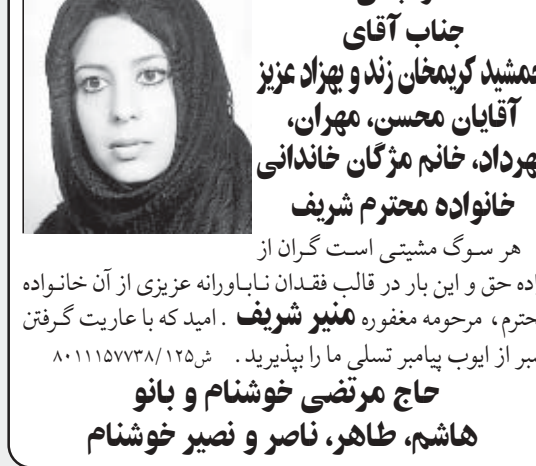 جناب آقای
جمشید کریمخان زند و بهزاد عزیز
آقایان محسن، مهران،
مهرداد، خانم مژگان خاندانی
خانواده محترم شریف
هر سوگ مشیتی است گران از
حق و این بار در قالب فقدان ناباورانه عزیزی از آن خانواده
محترم، مرحومه مغفوره منیر شریف . امید که با عاریت گرفتن
صبر از ایوب پیامبر تسلی ما را بپذیرید . ش۸۰۱۱۱۵۷۷۳۸/۱۲۵
حاج مرتضی خوشنام و بانو
هاشم، طاهر، ناصر و نصیر خوشنام